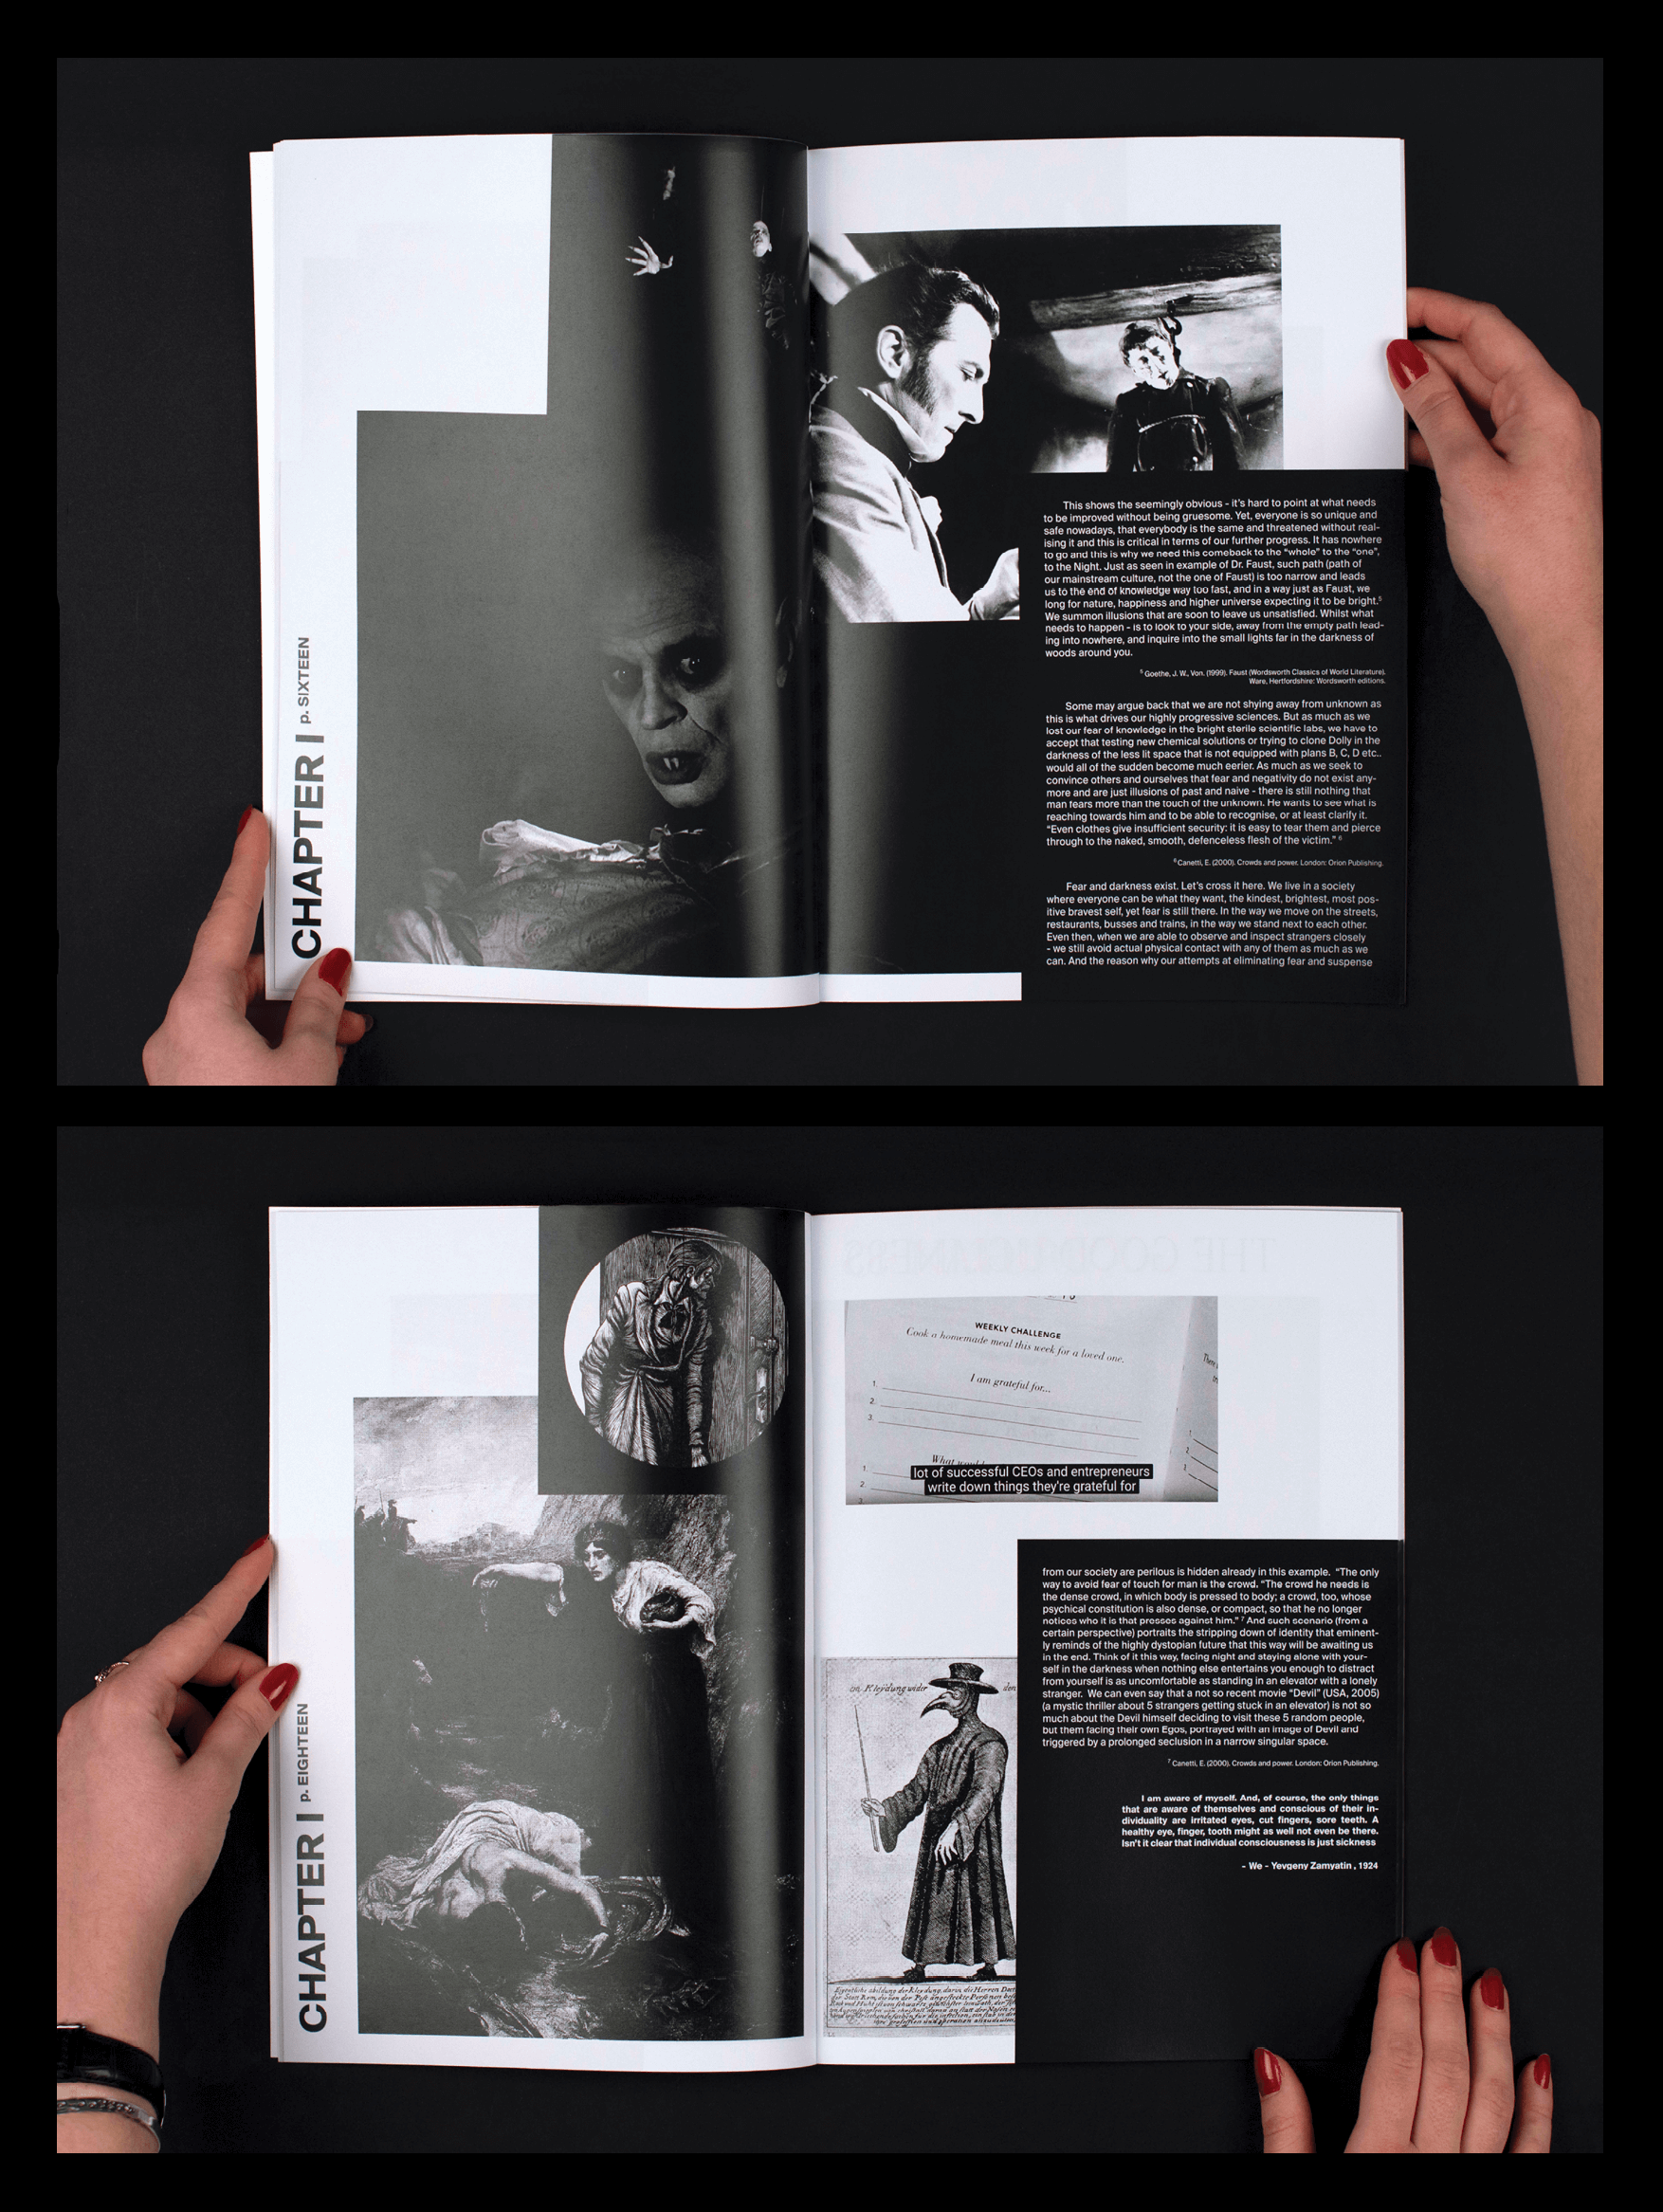 CHAPTER I p. SIXTEEN
This shows the seemingly obvious - it's hard to point at what needs
to be improved without being gruesome. Yet, everyone is so unique and
safe nowadays, that everybody is the same and threatened without real-
ising it and this is critical in terms of our further progress. It has nowhere
to go and this is why we need this comeback to the "whole" to the "one",
to the Night. Just as seen in example of Dr. Faust, such path (path of
our mainstream culture, not the one of Faust) is too narrow and leads
us to the end of knowledge way too fast, and in a way just as Faust, we
long for nature, happiness and higher universe expecting it to be bright.⁵
We summon illusions that are soon to leave us unsatisfied. Whilst what
needs to happen - is to look to your side, away from the empty path lead-
ing into nowhere, and inquire into the small lights far in the darkness of
woods around you.
⁵ Goethe, J. W., Von. (1999). Faust (Wordsworth Classics of World Literature).
Ware, Hertfordshire: Wordsworth editions.
Some may argue back that we are not shying away from unknown as
this is what drives our highly progressive sciences. But as much as we
lost our fear of knowledge in the bright sterile scientific labs, we have to
accept that testing new chemical solutions or trying to clone Dolly in the
darkness of the less lit space that is not equipped with plans B, C, D etc..
would all of the sudden become much eerier. As much as we seek to
convince others and ourselves that fear and negativity do not exist any-
more and are just illusions of past and naive - there is still nothing that
man fears more than the touch of the unknown. He wants to see what is
reaching towards him and to be able to recognise, or at least clarify it.
"Even clothes give insufficient security: it is easy to tear them and pierce
through to the naked, smooth, defenceless flesh of the victim." ⁶
⁶ Canetti, E. (2000). Crowds and power. London: Orion Publishing.
Fear and darkness exist. Let's cross it here. We live in a society
where everyone can be what they want, the kindest, brightest, most pos-
itive bravest self, yet fear is still there. In the way we move on the streets,
restaurants, busses and trains, in the way we stand next to each other.
Even then, when we are able to observe and inspect strangers closely
- we still avoid actual physical contact with any of them as much as we
can. And the reason why our attempts at eliminating fear and suspense
CHAPTER I p. EIGHTEEN
WEEKLY CHALLENGE
Cook a homemade meal this week for a loved one.
I am grateful for...
1.
2.
3.
What would
1.
2.
lot of successful CEOs and entrepreneurs
write down things they're grateful for
Kleydung wider den
from our society are perilous is hidden already in this example. "The only
way to avoid fear of touch for man is the crowd. "The crowd he needs is
the dense crowd, in which body is pressed to body; a crowd, too, whose
psychical constitution is also dense, or compact, so that he no longer
notices who it is that presses against him." ⁷ And such scenario (from a
certain perspective) portraits the stripping down of identity that eminent-
ly reminds of the highly dystopian future that this way will be awaiting us
in the end. Think of it this way, facing night and staying alone with your-
self in the darkness when nothing else entertains you enough to distract
from yourself is as uncomfortable as standing in an elevator with a lonely
stranger. We can even say that a not so recent movie "Devil" (USA, 2005)
(a mystic thriller about 5 strangers getting stuck in an elevator) is not so
much about the Devil himself deciding to visit these 5 random people,
but them facing their own Egos, portrayed with an image of Devil and
triggered by a prolonged seclusion in a narrow singular space.
⁷ Canetti, E. (2000). Crowds and power. London: Orion Publishing.
I am aware of myself. And, of course, the only things
that are aware of themselves and conscious of their in-
dividuality are irritated eyes, cut fingers, sore teeth. A
healthy eye, finger, tooth might as well not even be there.
Isn't it clear that individual consciousness is just sickness
- We - Yevgeny Zamyatin , 1924